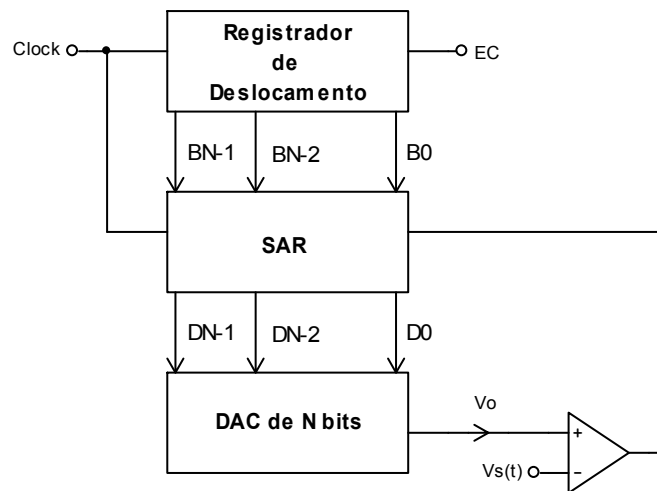 Registrador
de
Deslocamento
Clock
EC
BN-1
BN-2
B0
SAR
DN-1
DN-2
D0
DAC de N bits
Vo
+
Vs(t)
-